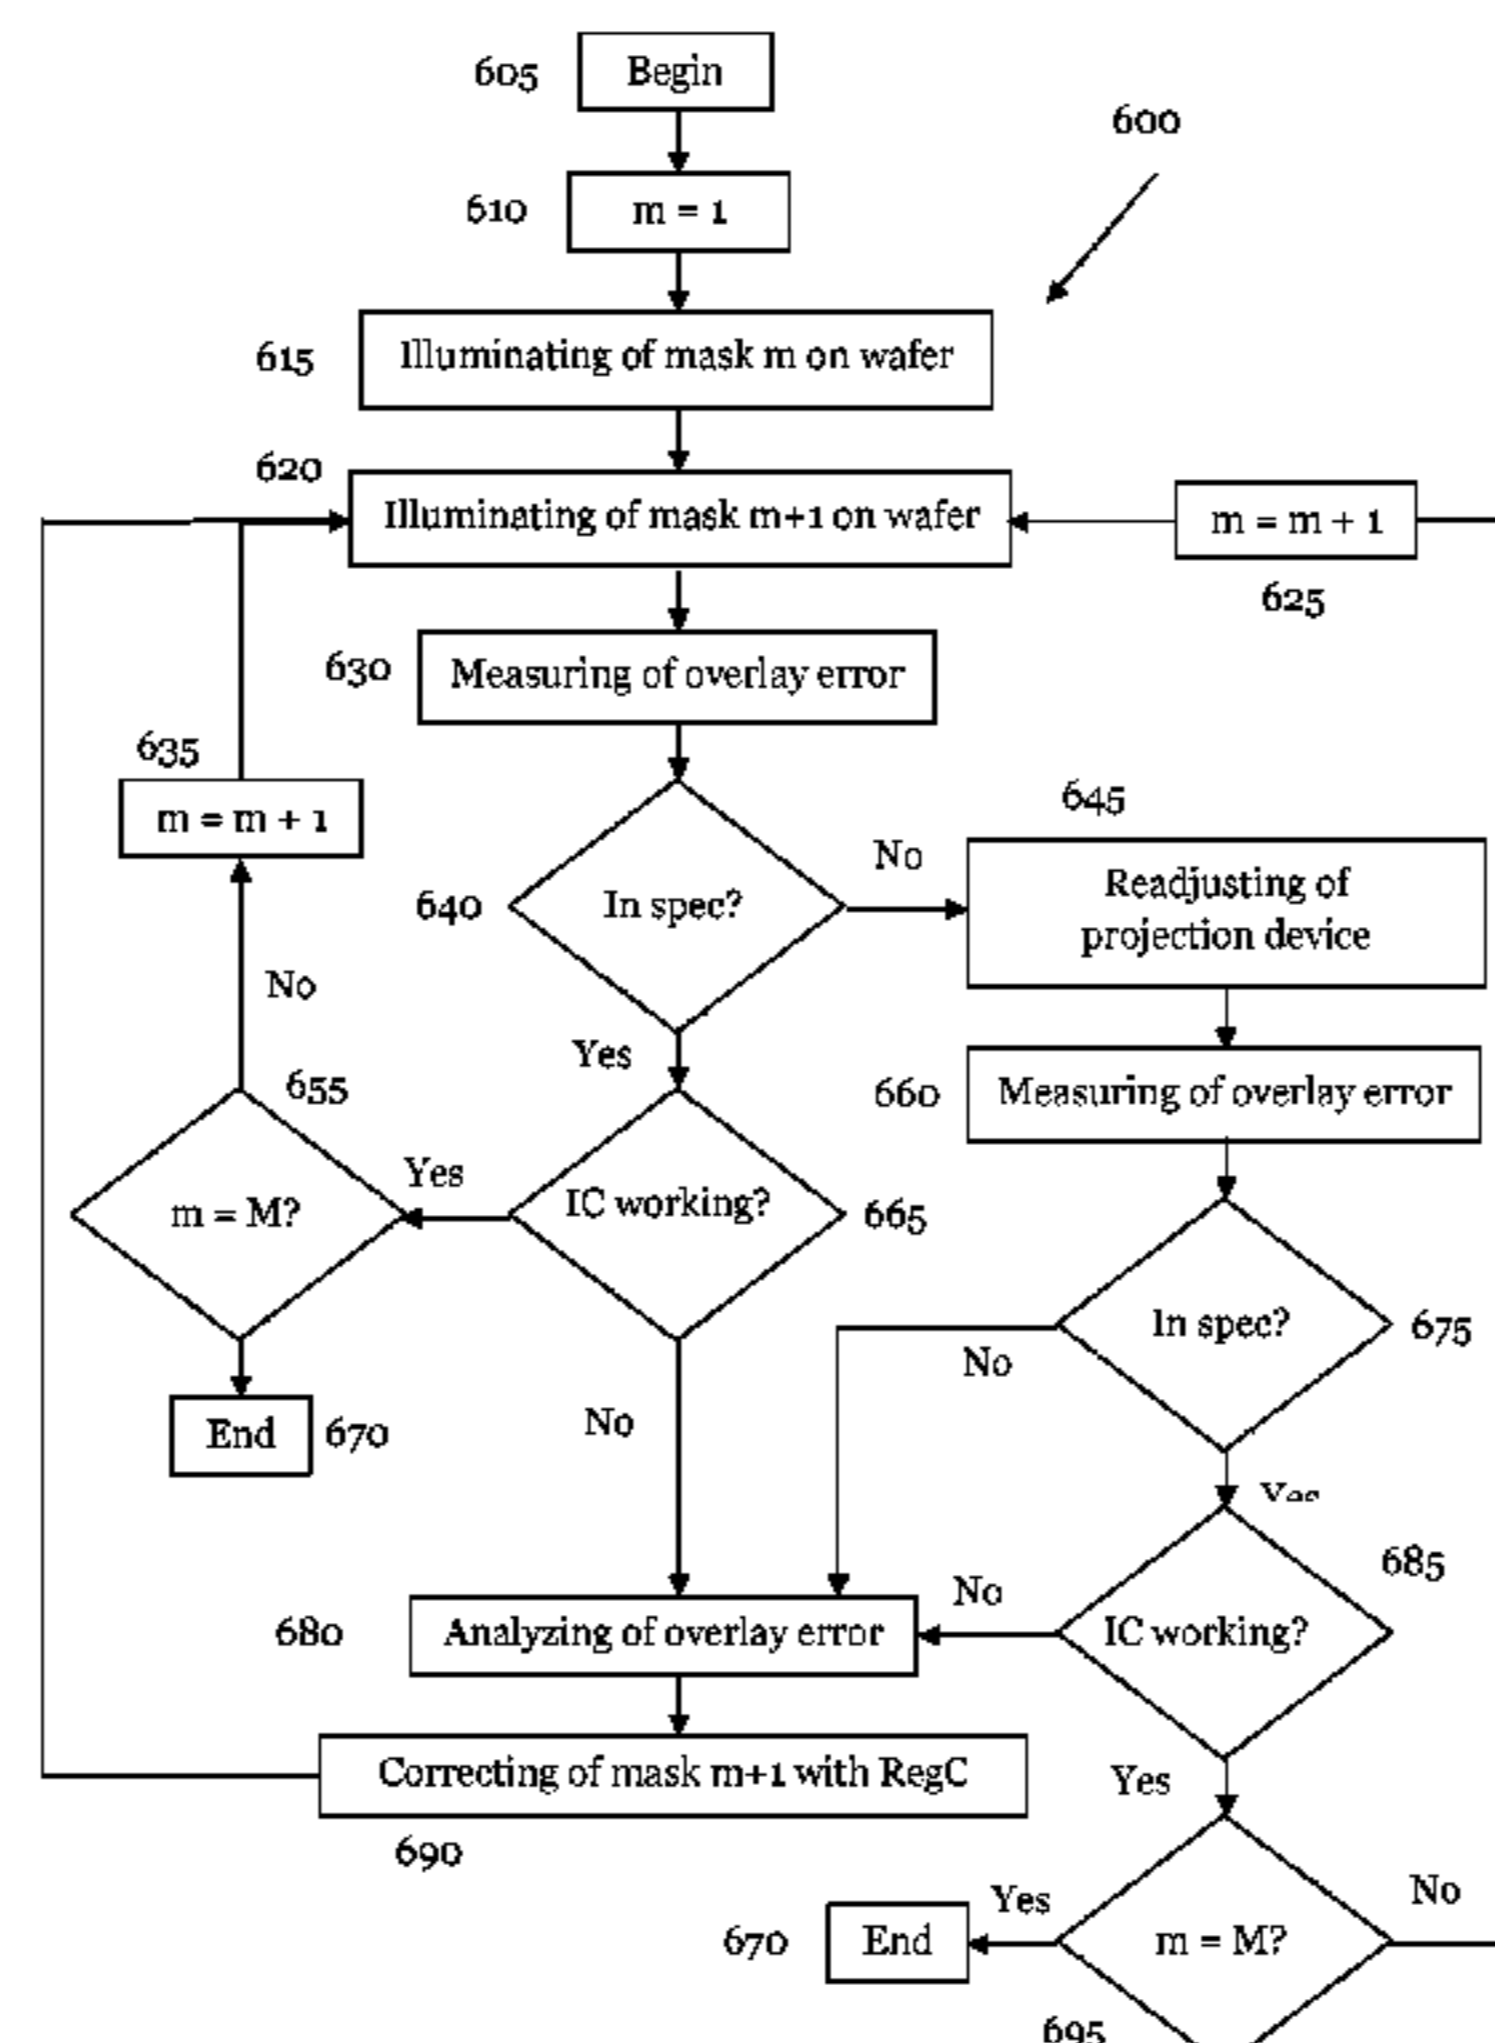 605
Begin
600
610
m = 1
615
Illuminating of mask m on wafer
620
Illuminating of mask m+1 on wafer
m = m + 1
625
630
Measuring of overlay error
635
m = m + 1
645
No
Readjusting of
projection device
640
In spec?
No
Yes
655
660
Measuring of overlay error
Yes
m = M?
IC working?
665
In spec?
675
No
No
End
670
Yes
685
No
680
Analyzing of overlay error
IC working?
Correcting of mask m+1 with RegC
Yes
690
Yes
No
670
End
m = M?
695